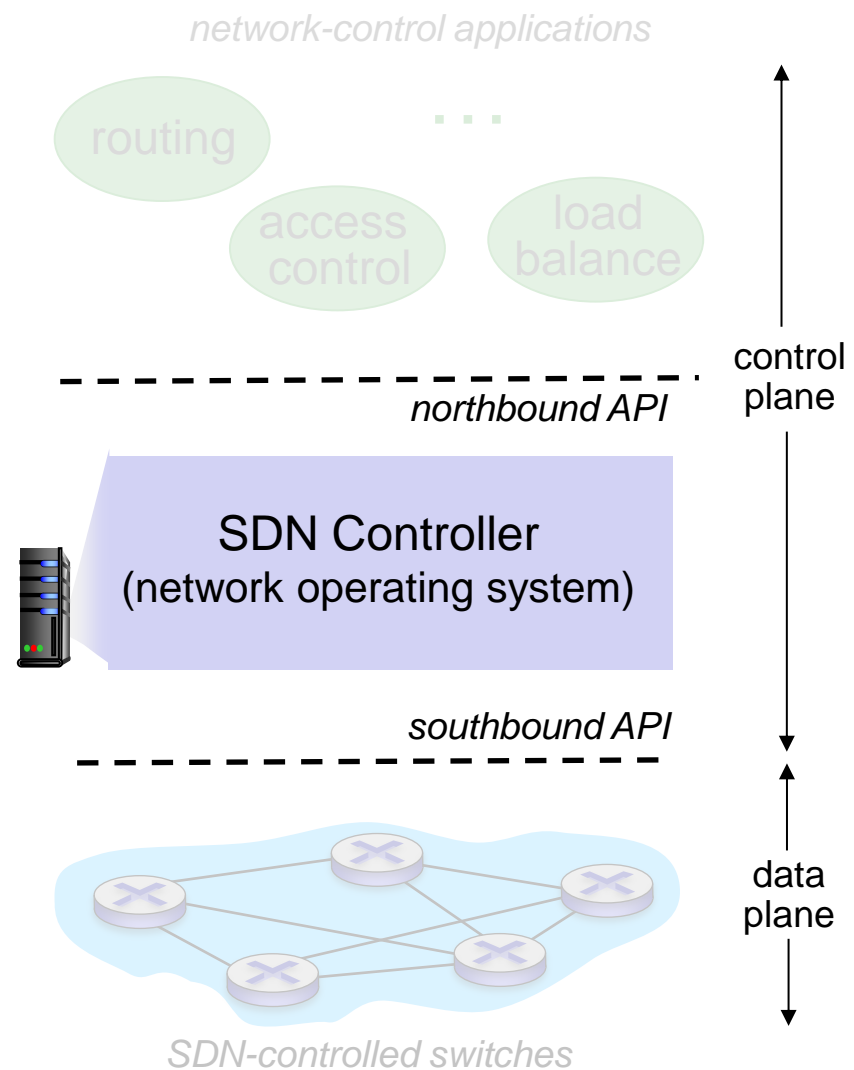 network-control applications
routing
…
access
control
load
balance
control
plane
northbound API
SDN Controller
(network operating system)
southbound API
data
plane
SDN-controlled switches